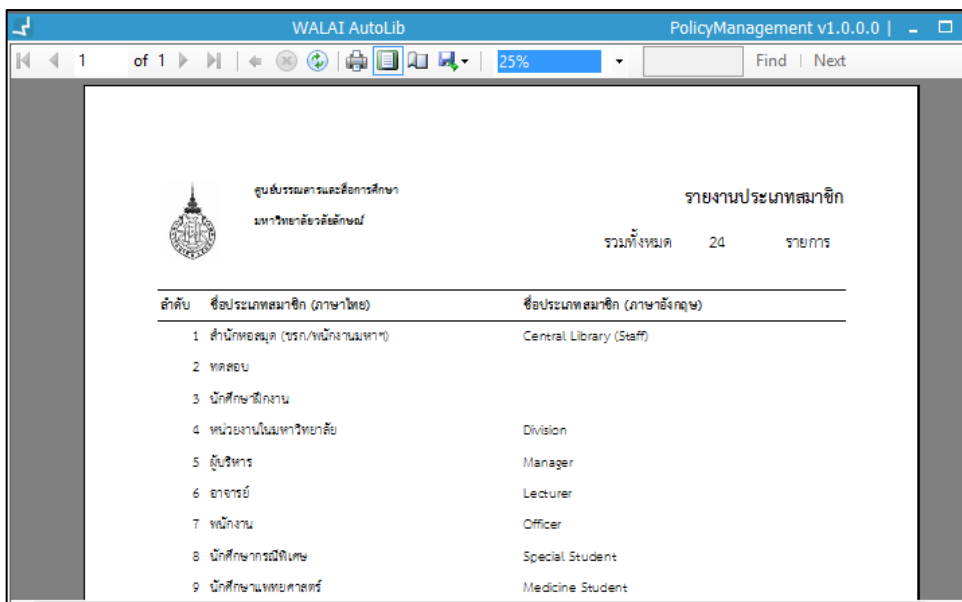 WALAI AutoLib PolicyManagement v1.0.0.0 |
1 of 1 25% Find | Next
ศูนย์บรรณสารและสื่อการศึกษา
รายงานประเภทสมาชิก
มหาวิทยาลัยวลัยลักษณ์
รวมทั้งหมด 24 รายการ
ลำดับ ชื่อประเภทสมาชิก (ภาษาไทย) ชื่อประเภทสมาชิก (ภาษาอังกฤษ)
1 สำนักหอสมุด (ขรก/พนักงานมหาฯ) Central Library (Staff)
2 ทดสอบ
3 นักศึกษาฝึกงาน
4 หน่วยงานในมหาวิทยาลัย Division
5 ผู้บริหาร Manager
6 อาจารย์ Lecturer
7 พนักงาน Officer
8 นักศึกษากรณีพิเศษ Special Student
9 นักศึกษาแพทยศาสตร์ Medicine Student